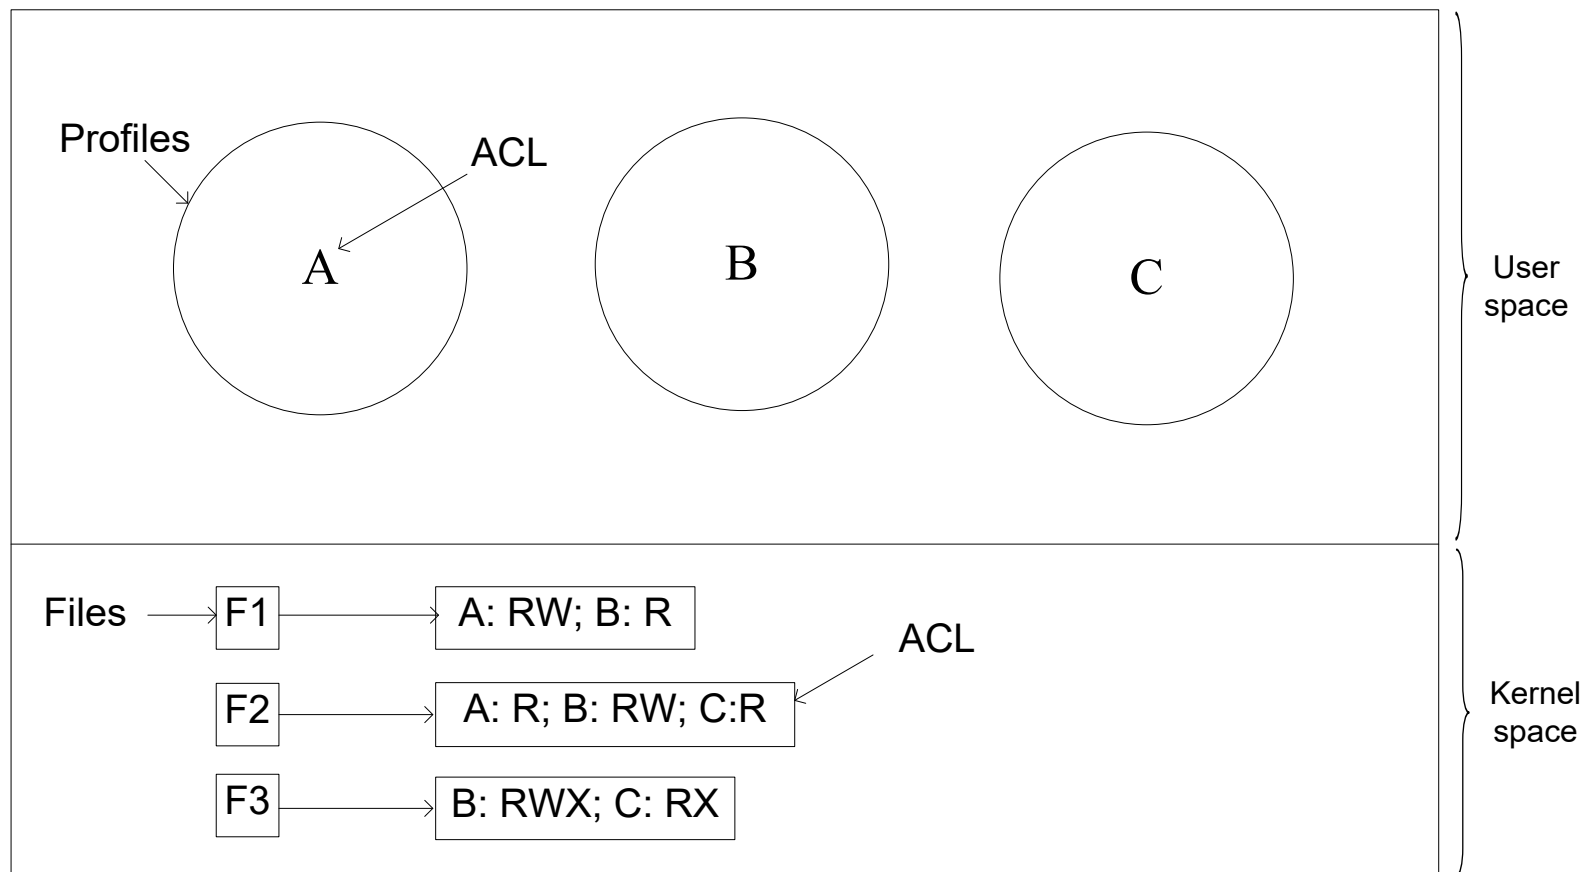 Profiles
ACL
A
B
C
User
space
Files
F1
A: RW; B: R
ACL
F2
A: R; B: RW; C:R
Kernel
space
F3
B: RWX; C: RX